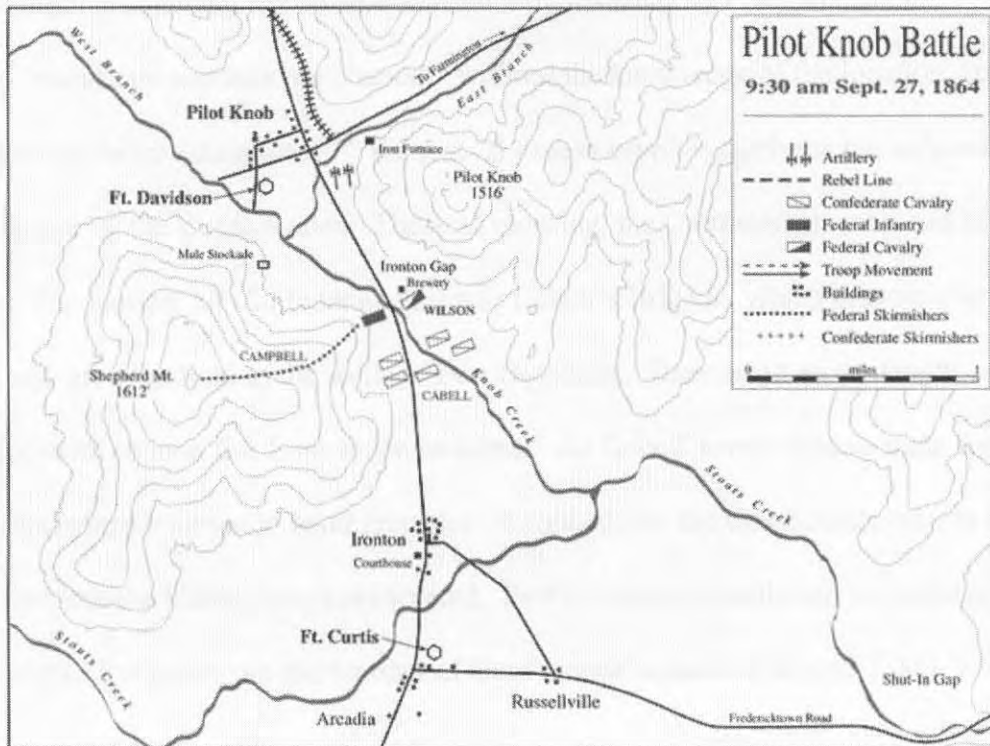 Pilot Knob Battle
9:30 am Sept. 27, 1864
Artillery
Rebel Line
Confederate Cavalry
Federal Infantry
Federal Cavalry
Troop Movement
Buildings
Federal Skirmishers
Confederate Skirmishers
0 miles 1
West Branch
To Farmington
East Branch
Pilot Knob
Iron Furnace
Pilot Knob
1516'
Ft. Davidson
Mule Stockade
Ironton Gap
Brewery
WILSON
CAMPBELL
Shepherd Mt.
1612'
CABELL
Knob Creek
Stouts Creek
Ironton
Courthouse
Ft. Curtis
Stouts Creek
Arcadia
Russellville
Shut-In Gap
Fredericktown Road